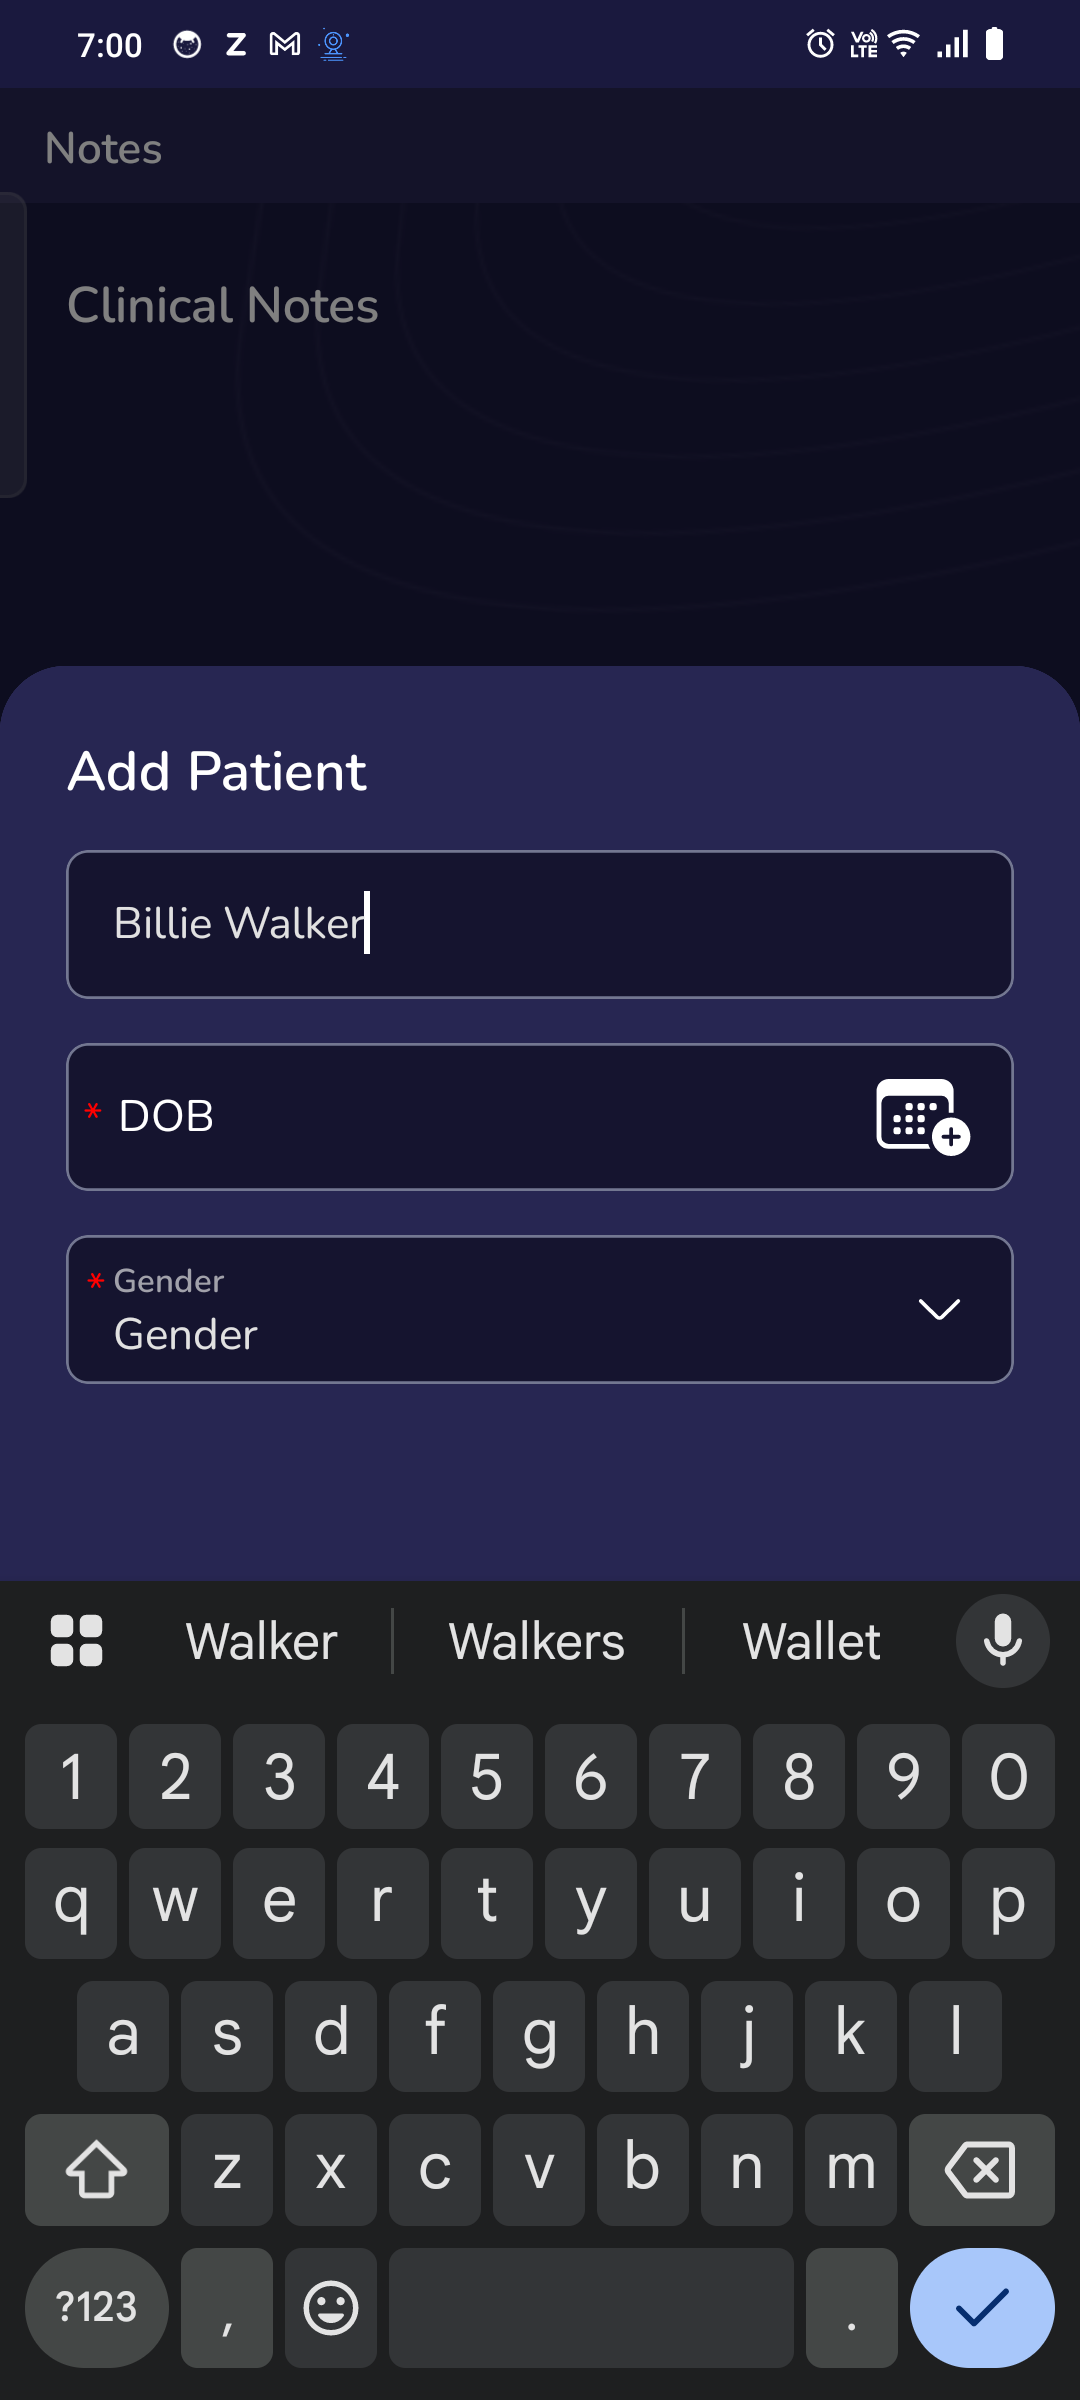 7:00
Notes
Clinical Notes
Add Patient
Billie Walker
* DOB
* Gender
Gender
Walker Walkers Wallet
1 2 3 4 5 6 7 8 9 0
q w e r t y u i o p
a s d f g h j k l
z x c v b n m
?123 , .